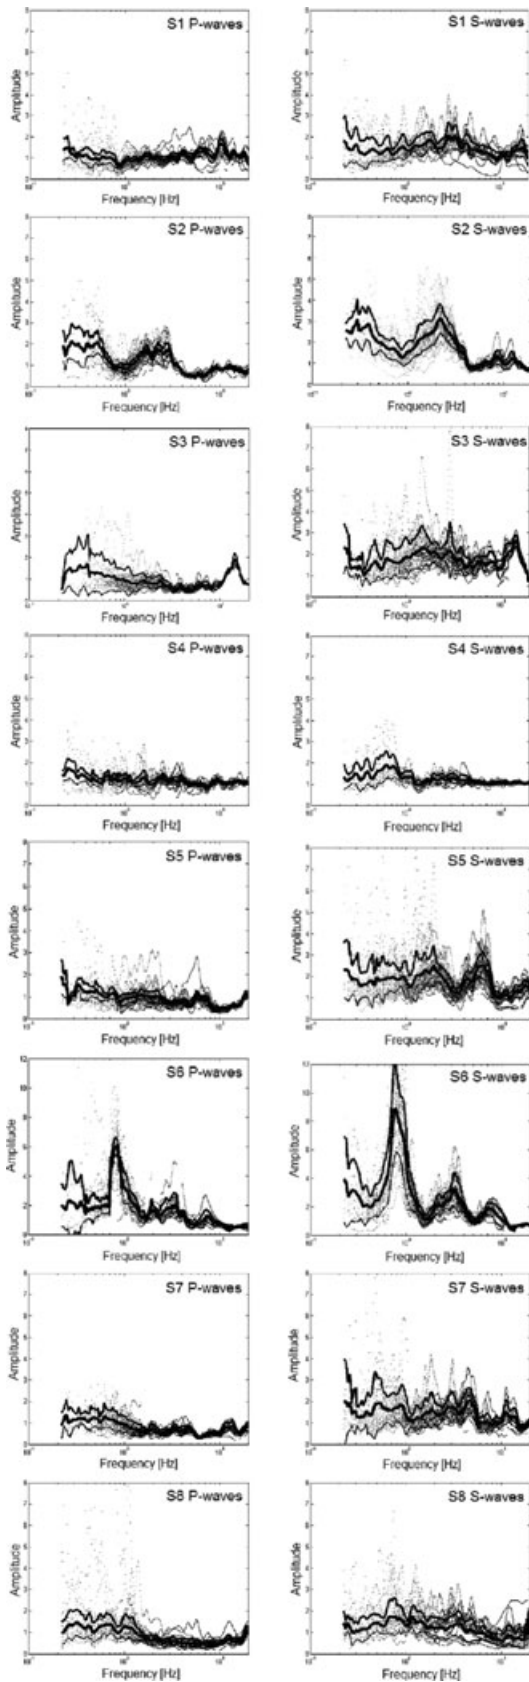 S1 P-waves
Amplitude
Frequency [Hz]
S1 S-waves
Amplitude
Frequency [Hz]
S2 P-waves
Amplitude
Frequency [Hz]
S2 S-waves
Amplitude
Frequency [Hz]
S3 P-waves
Amplitude
Frequency [Hz]
S3 S-waves
Amplitude
Frequency [Hz]
S4 P-waves
Amplitude
Frequency [Hz]
S4 S-waves
Amplitude
Frequency [Hz]
S5 P-waves
Amplitude
Frequency [Hz]
S5 S-waves
Amplitude
Frequency [Hz]
S6 P-waves
Amplitude
Frequency [Hz]
S6 S-waves
Amplitude
Frequency [Hz]
S7 P-waves
Amplitude
Frequency [Hz]
S7 S-waves
Amplitude
Frequency [Hz]
S8 P-waves
Amplitude
Frequency [Hz]
S8 S-waves
Amplitude
Frequency [Hz]